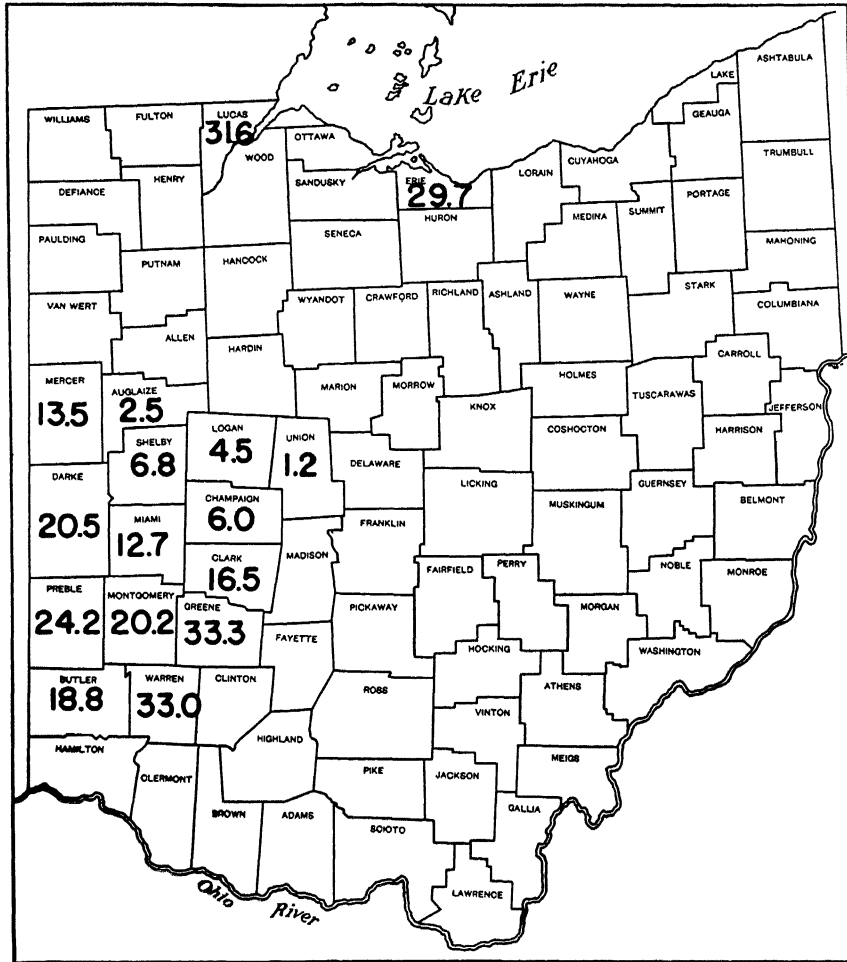 Lake Erie
ASHTABULA
LAKE
GEAUGA
WILLIAMS
FULTON
LUCAS
316
OTTAWA
WOOD
CUYAHOGA
TRUMBULL
LORAIN
SANDUSKY
ERIE
29.7
HENRY
DEFIANCE
PORTAGE
SUMMIT
MEDINA
HURON
SENECA
PAULDING
MAHONING
PUTNAM
HANCOCK
STARK
VAN WERT
WYANDOT
CRAWFORD
RICHLAND
ASHLAND
WAYNE
COLUMBIANA
ALLEN
HARDIN
CARROLL
MERCER
13.5
AUGLAIZE
2.5
MARION
MORROW
HOLMES
TUSCARAWAS
JEFFERSON
KNOX
LOGAN
4.5
UNION
1.2
COSHOCTON
HARRISON
SHELBY
6.8
DELAWARE
DARKE
20.5
LICKING
GUERNSEY
BELMONT
CHAMPAIGN
6.0
MUSKINGUM
MIAMI
12.7
FRANKLIN
MADISON
CLARK
16.5
FAIRFIELD
PERRY
NOBLE
MONROE
PREBLE
24.2
MONTGOMERY
20.2
GREENE
33.3
PICKAWAY
MORGAN
FAYETTE
HOCKING
WASHINGTON
BUTLER
18.8
WARREN
33.0
CLINTON
ROSS
ATHENS
VINTON
HIGHLAND
HAMILTON
MEIGS
CLERMONT
PIKE
JACKSON
GALLIA
BROWN
ADAMS
SCIOTO
LAWRENCE
Ohio River